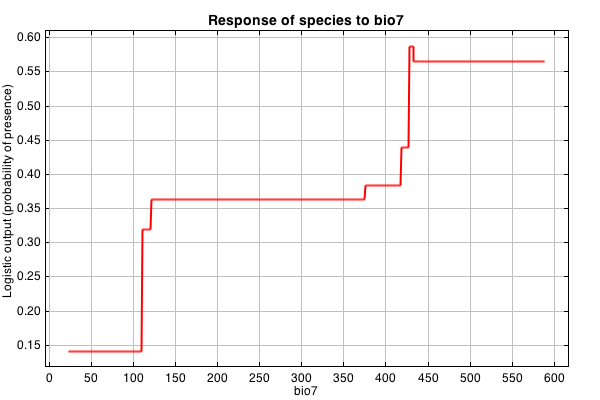 Response of species to bio7
Logistic output (probability of presence)
0.60
0.55
0.50
0.45
0.40
0.35
0.30
0.25
0.20
0.15
0 50 100 150 200 250 300 350 400 450 500 550 600
bio7